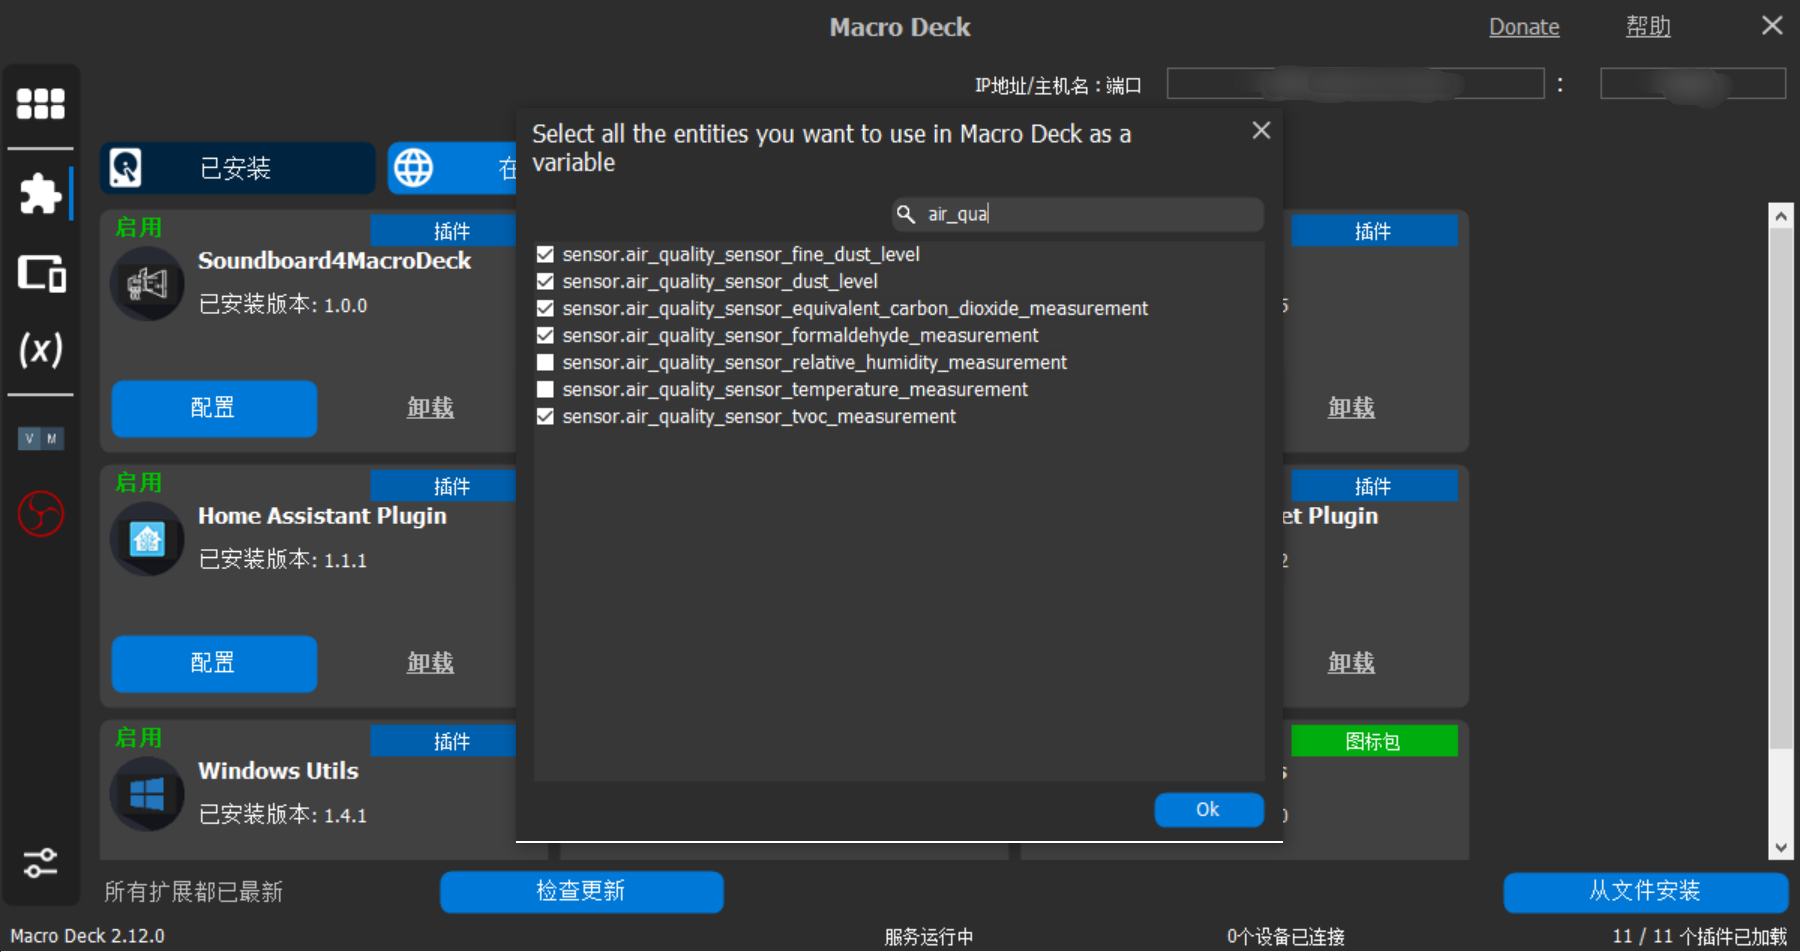 Macro Deck
Donate
帮助
IP地址/主机名：端口
:
已安装
在
启用
插件
Soundboard4MacroDeck
已安装版本: 1.0.0
配置
卸载
启用
插件
Home Assistant Plugin
已安装版本: 1.1.1
配置
卸载
启用
插件
Windows Utils
已安装版本: 1.4.1
Select all the entities you want to use in Macro Deck as a
variable
air_qua
sensor.air_quality_sensor_fine_dust_level
sensor.air_quality_sensor_dust_level
sensor.air_quality_sensor_equivalent_carbon_dioxide_measurement
sensor.air_quality_sensor_formaldehyde_measurement
sensor.air_quality_sensor_relative_humidity_measurement
sensor.air_quality_sensor_temperature_measurement
sensor.air_quality_sensor_tvoc_measurement
Ok
插件
卸载
插件
et Plugin
2
卸载
图标包
(x)
V M
所有扩展都已最新
检查更新
从文件安装
Macro Deck 2.12.0
服务运行中
0个设备已连接
11 / 11 个插件已加载